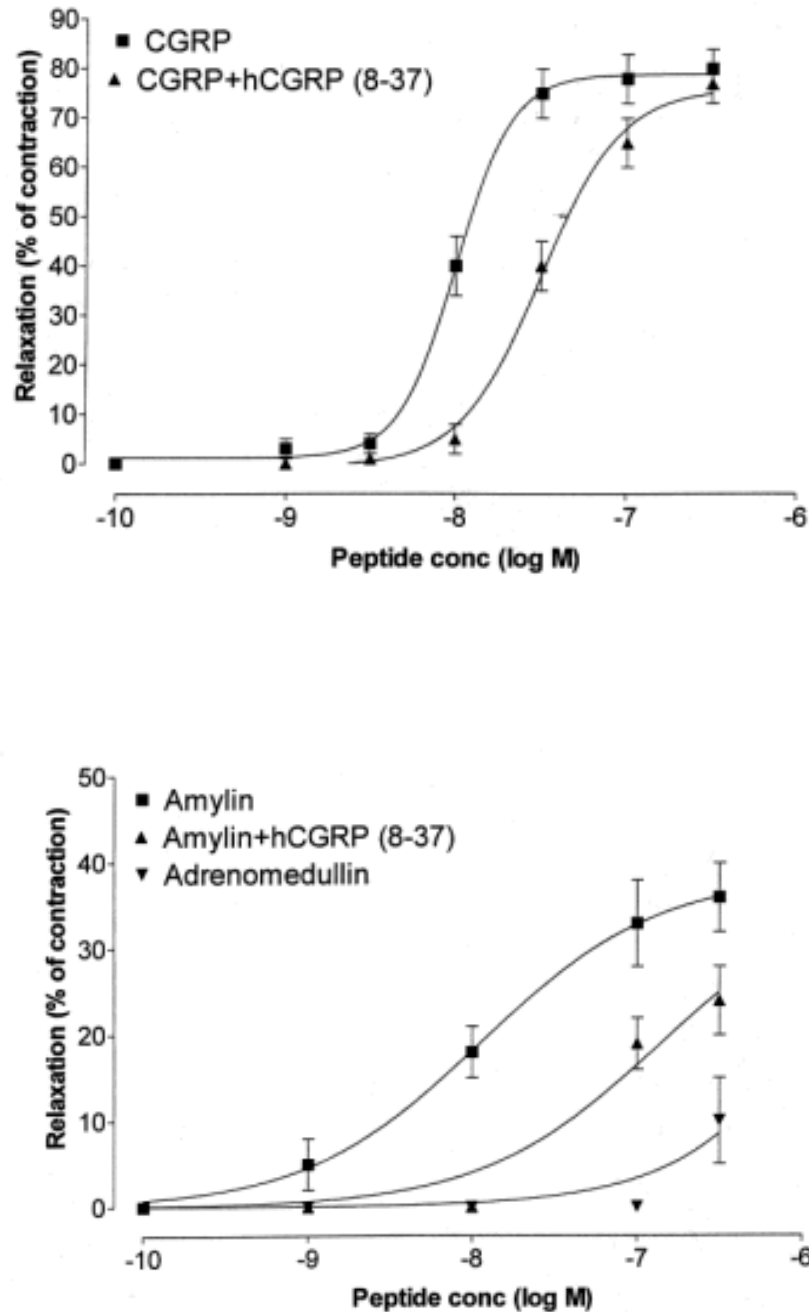 90
80
70
60
50
40
30
20
10
0
Relaxation (% of contraction)
CGRP
CGRP+hCGRP (8-37)
-10 -9 -8 -7 -6
Peptide conc (log M)
50
40
30
20
10
0
Relaxation (% of contraction)
Amylin
Amylin+hCGRP (8-37)
Adrenomedullin
-10 -9 -8 -7 -6
Peptide conc (log M)